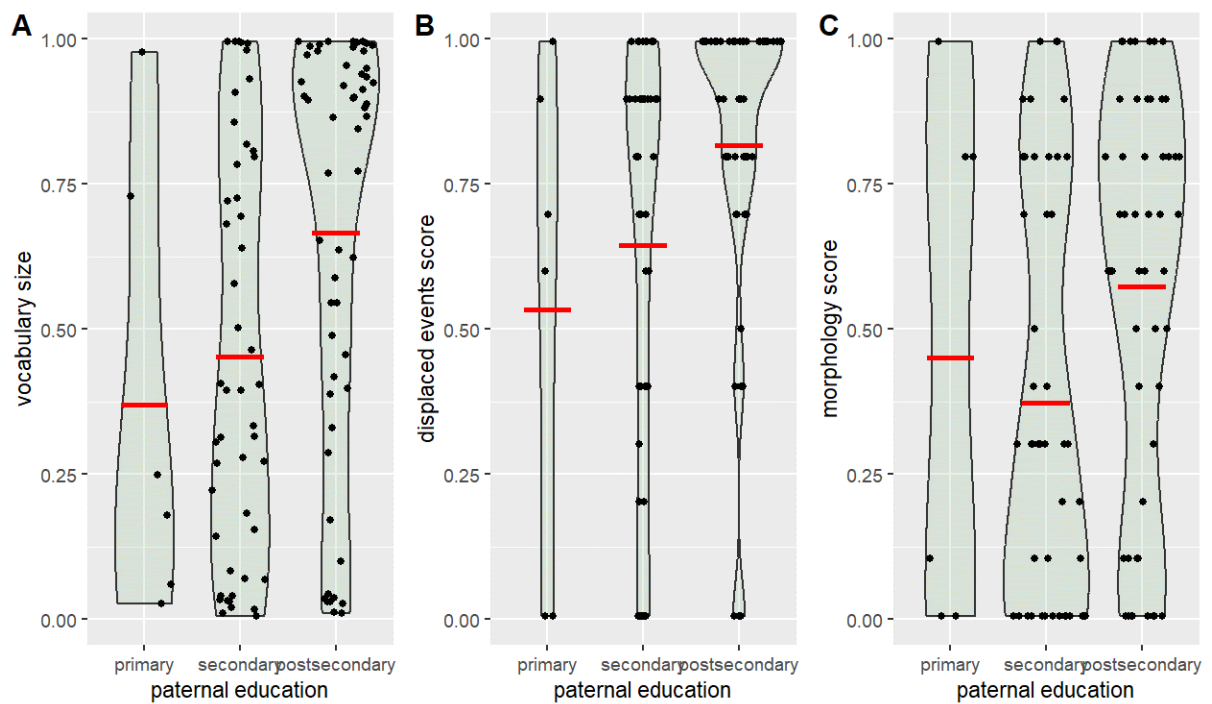 A
vocabulary size
1.00
0.75
0.50
0.25
0.00
primary secondary postsecondary
paternal education
B
displaced events score
1.00
0.75
0.50
0.25
0.00
primary secondary postsecondary
paternal education
C
morphology score
1.00
0.75
0.50
0.25
0.00
primary secondary postsecondary
paternal education